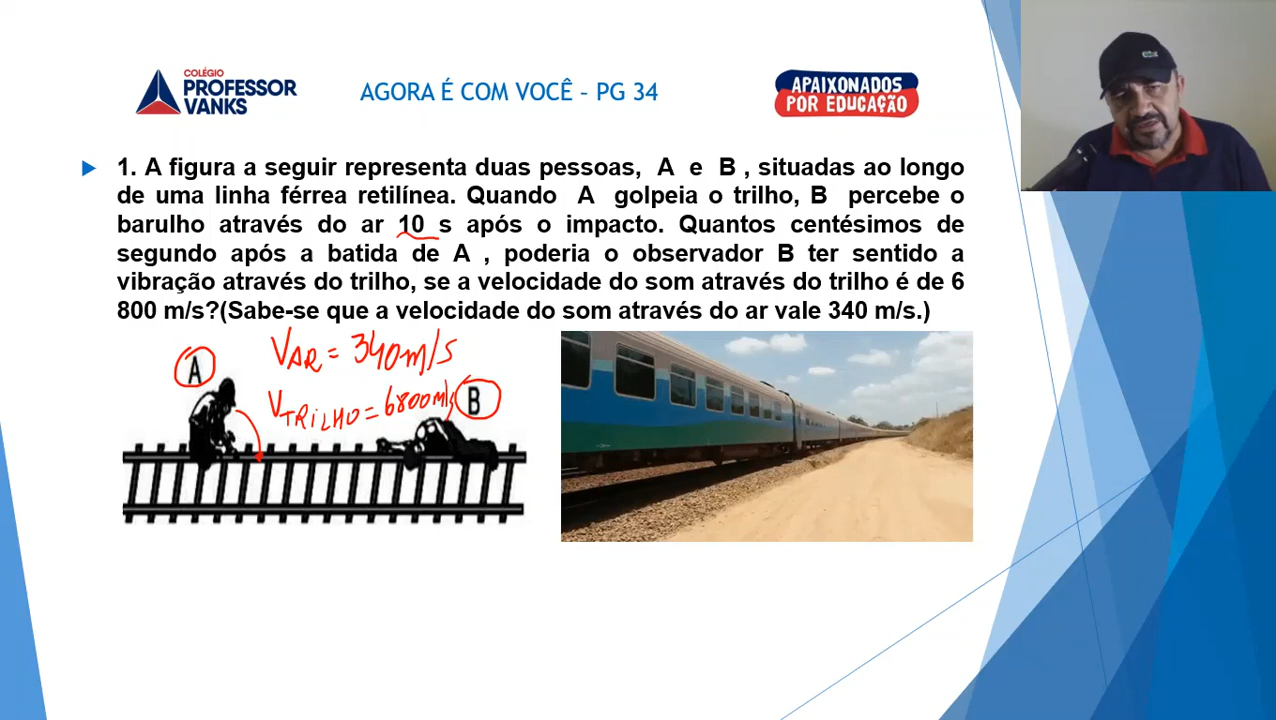 COLÉGIO
PROFESSOR
VANKS
AGORA É COM VOCÊ – PG 34
APAIXONADOS
POR EDUCAÇÃO
1. A figura a seguir representa duas pessoas, A e B , situadas ao longo
de uma linha férrea retilínea. Quando A golpeia o trilho, B percebe o
barulho através do ar 10 s após o impacto. Quantos centésimos de
segundo após a batida de A , poderia o observador B ter sentido a
vibração através do trilho, se a velocidade do som através do trilho é de 6
800 m/s?(Sabe-se que a velocidade do som através do ar vale 340 m/s.)
A
VAR = 340m/s
VTRILHO = 6800m/s
B